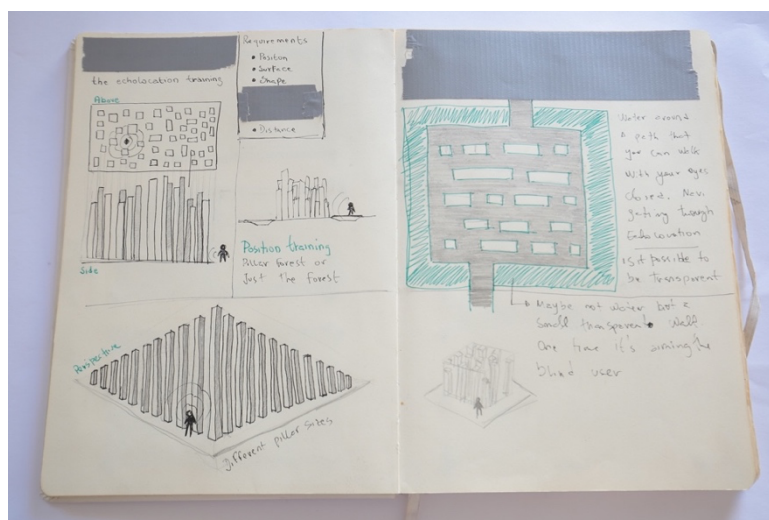 the echolocation training
Above
Side
Requirements
• Positon
• Surface
• Shape
• Distance
Position training
Pillar Forest or
Just the Forest
Perspective
Different pillar sizes
Water around
a path that
you can walk
with your eyes
closed, Navi
gating through
Echolocation
is it possible to
be transparent
Maybe not water but a
small transparent wall.
One time it's aiming the
blind user